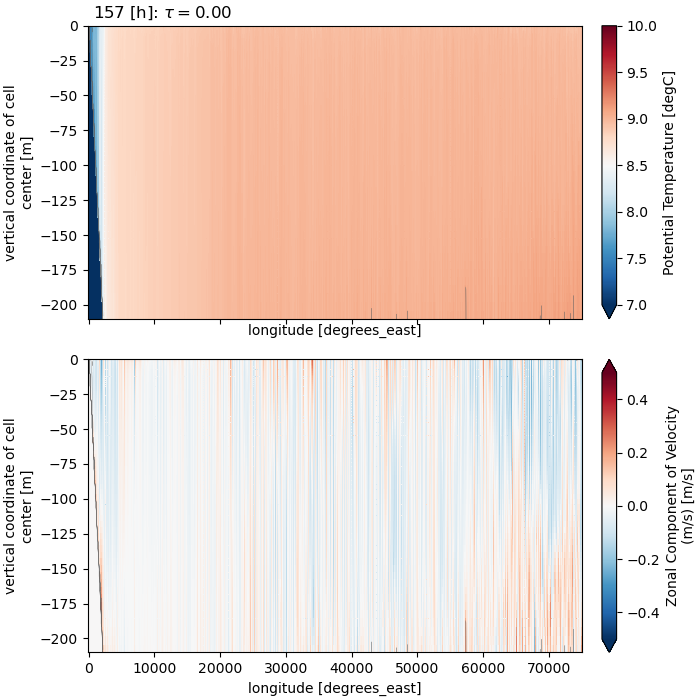 157 [h]: τ = 0.00
0
−25
−50
−75
−100
−125
−150
−175
−200
vertical coordinate of cell
center [m]
longitude [degrees_east]
10.0
9.5
9.0
8.5
8.0
7.5
7.0
Potential Temperature [degC]
0
−25
−50
−75
−100
−125
−150
−175
−200
vertical coordinate of cell
center [m]
0 10000 20000 30000 40000 50000 60000 70000
longitude [degrees_east]
0.4
0.2
0.0
−0.2
−0.4
Zonal Component of Velocity
(m/s) [m/s]